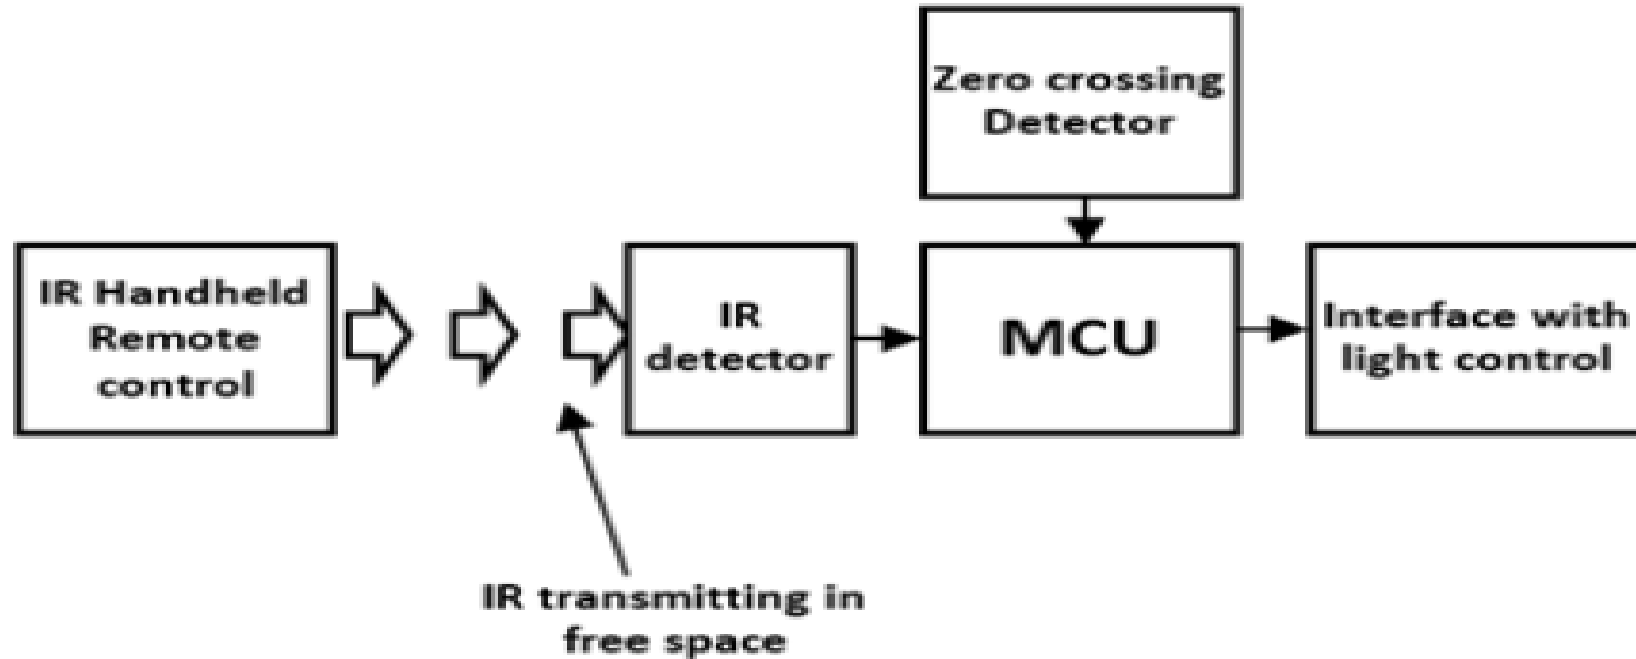 Zero crossing
Detector
IR Handheld
Remote
control
IR
detector
MCU
Interface with
light control
IR transmitting in
free space